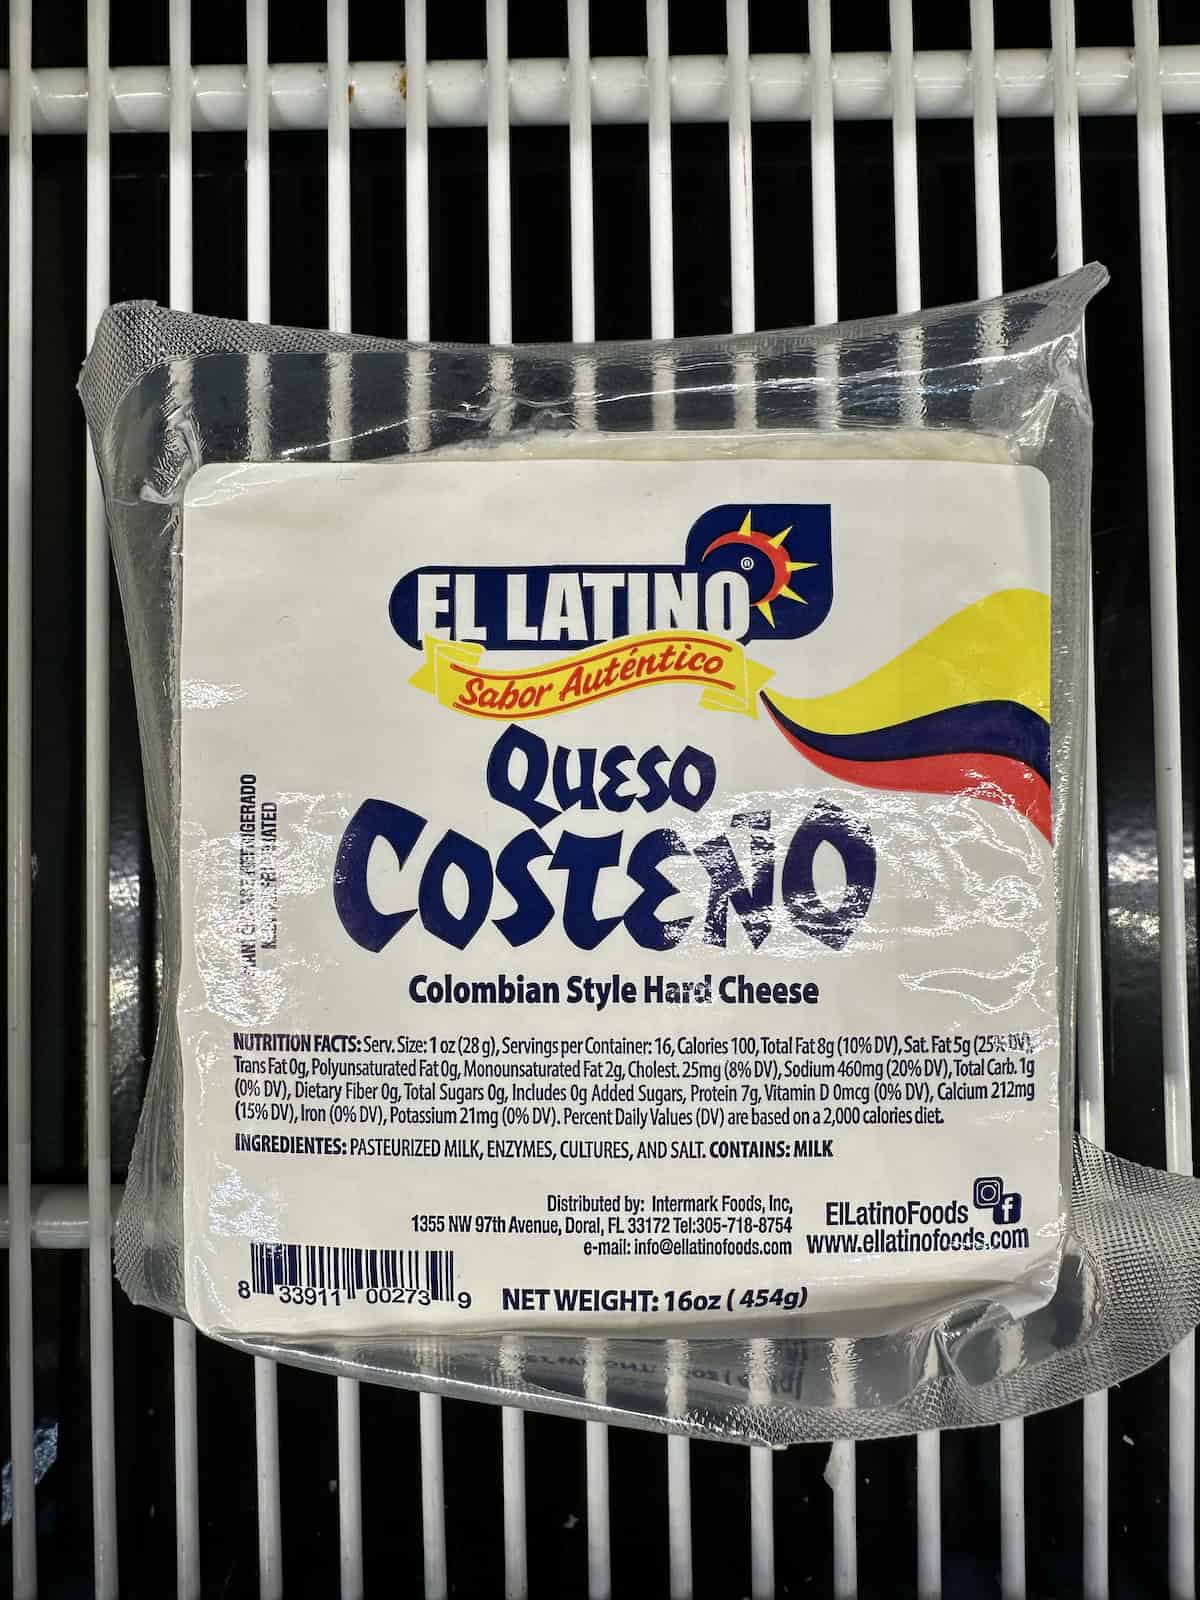 EL LATINO®
Sabor Auténtico
QUESO
COSTEÑO
Colombian Style Hard Cheese
NUTRITION FACTS: Serv. Size: 1 oz (28 g), Servings per Container: 16, Calories 100, Total Fat 8g (10% DV), Sat. Fat 5g (25% DV),
Trans Fat 0g, Polyunsaturated Fat 0g, Monounsaturated Fat 2g, Cholest. 25mg (8% DV), Sodium 460mg (20% DV), Total Carb. 1g
(0% DV), Dietary Fiber 0g, Total Sugars 0g, Includes 0g Added Sugars, Protein 7g, Vitamin D 0mcg (0% DV), Calcium 212mg
(15% DV), Iron (0% DV), Potassium 21mg (0% DV). Percent Daily Values (DV) are based on a 2,000 calories diet.
INGREDIENTES: PASTEURIZED MILK, ENZYMES, CULTURES, AND SALT. CONTAINS: MILK
Distributed by: Intermark Foods, Inc,
1355 NW 97th Avenue, Doral, FL 33172 Tel:305-718-8754
e-mail: info@ellatinofoods.com
ElLatinoFoods
www.ellatinofoods.com
8 33911 00273 9
NET WEIGHT: 16oz ( 454g)